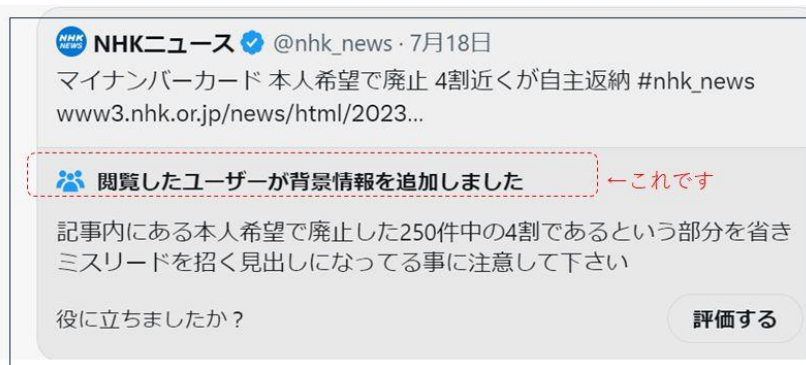 NHK NEWS NHKニュース @nhk_news · 7月18日
マイナンバーカード 本人希望で廃止 4割近くが自主返納 #nhk_news
www3.nhk.or.jp/news/html/2023...
閲覧したユーザーが背景情報を追加しました ←これです
記事内にある本人希望で廃止した250件中の4割であるという部分を省き
ミスリードを招く見出しになってる事に注意して下さい
役に立ちましたか？ 評価する